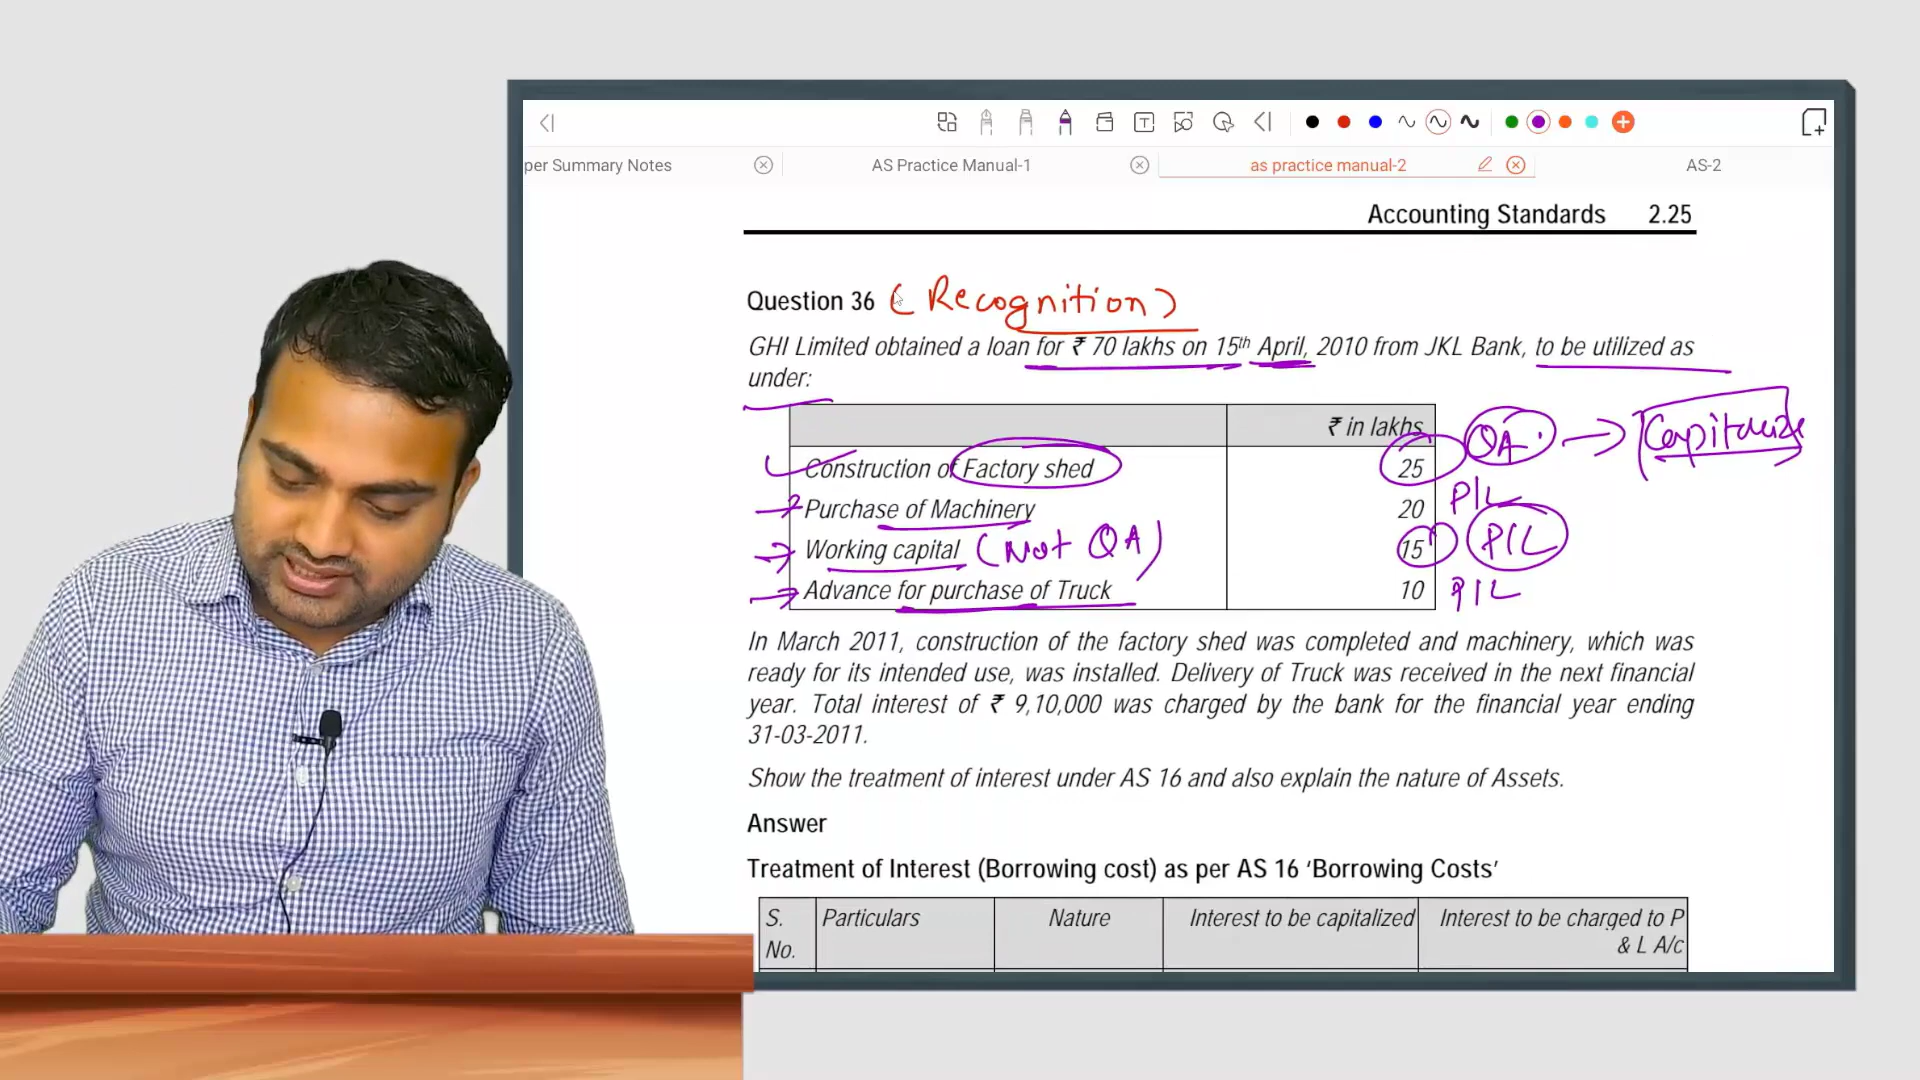 per Summary Notes AS Practice Manual-1 as practice manual-2 AS-2
Accounting Standards 2.25
Question 36 (Recognition)
GHI Limited obtained a loan for ₹ 70 lakhs on 15th April, 2010 from JKL Bank, to be utilized as
under:
₹ in lakhs
QA → Capitalize
Construction of Factory shed 25
Purchase of Machinery 20 P/L
Working capital (Not QA) 15 P/L
Advance for purchase of Truck 10 P/L
In March 2011, construction of the factory shed was completed and machinery, which was
ready for its intended use, was installed. Delivery of Truck was received in the next financial
year. Total interest of ₹ 9,10,000 was charged by the bank for the financial year ending
31-03-2011.
Show the treatment of interest under AS 16 and also explain the nature of Assets.
Answer
Treatment of Interest (Borrowing cost) as per AS 16 ‘Borrowing Costs’
S. Particulars Nature Interest to be capitalized Interest to be charged to P
No. & L A/c